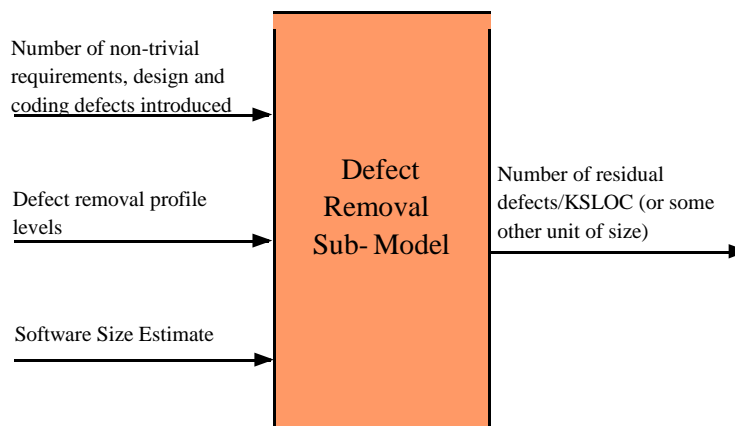 Number of non-trivial
requirements, design and
coding defects introduced
Defect removal profile
levels
Software Size Estimate
Defect
Removal
Sub- Model
Number of residual
defects/KSLOC (or some
other unit of size)